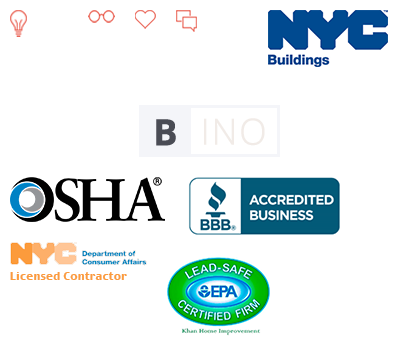 NYC
Buildings
B INO
OSHA®
BBB®
ACCREDITED
BUSINESS
NYC
Department of
Consumer Affairs
Licensed Contractor
LEAD-SAFE
EPA
CERTIFIED FIRM
Khan Home Improvement